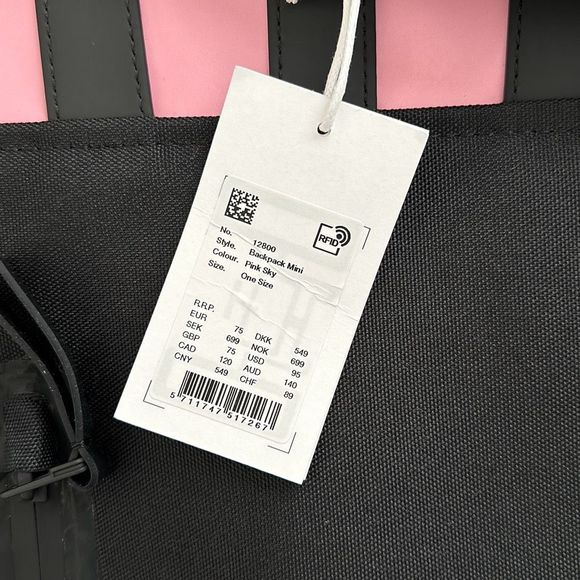 No. 12800
Style. Backpack Mini
Colour. Pink Sky
Size. One Size
RFID
R.R.P.
EUR 75 DKK 549
SEK 699 NOK 699
GBP 75 USD 95
CAD 120 AUD 140
CNY 549 CHF 89
5 711747 517267